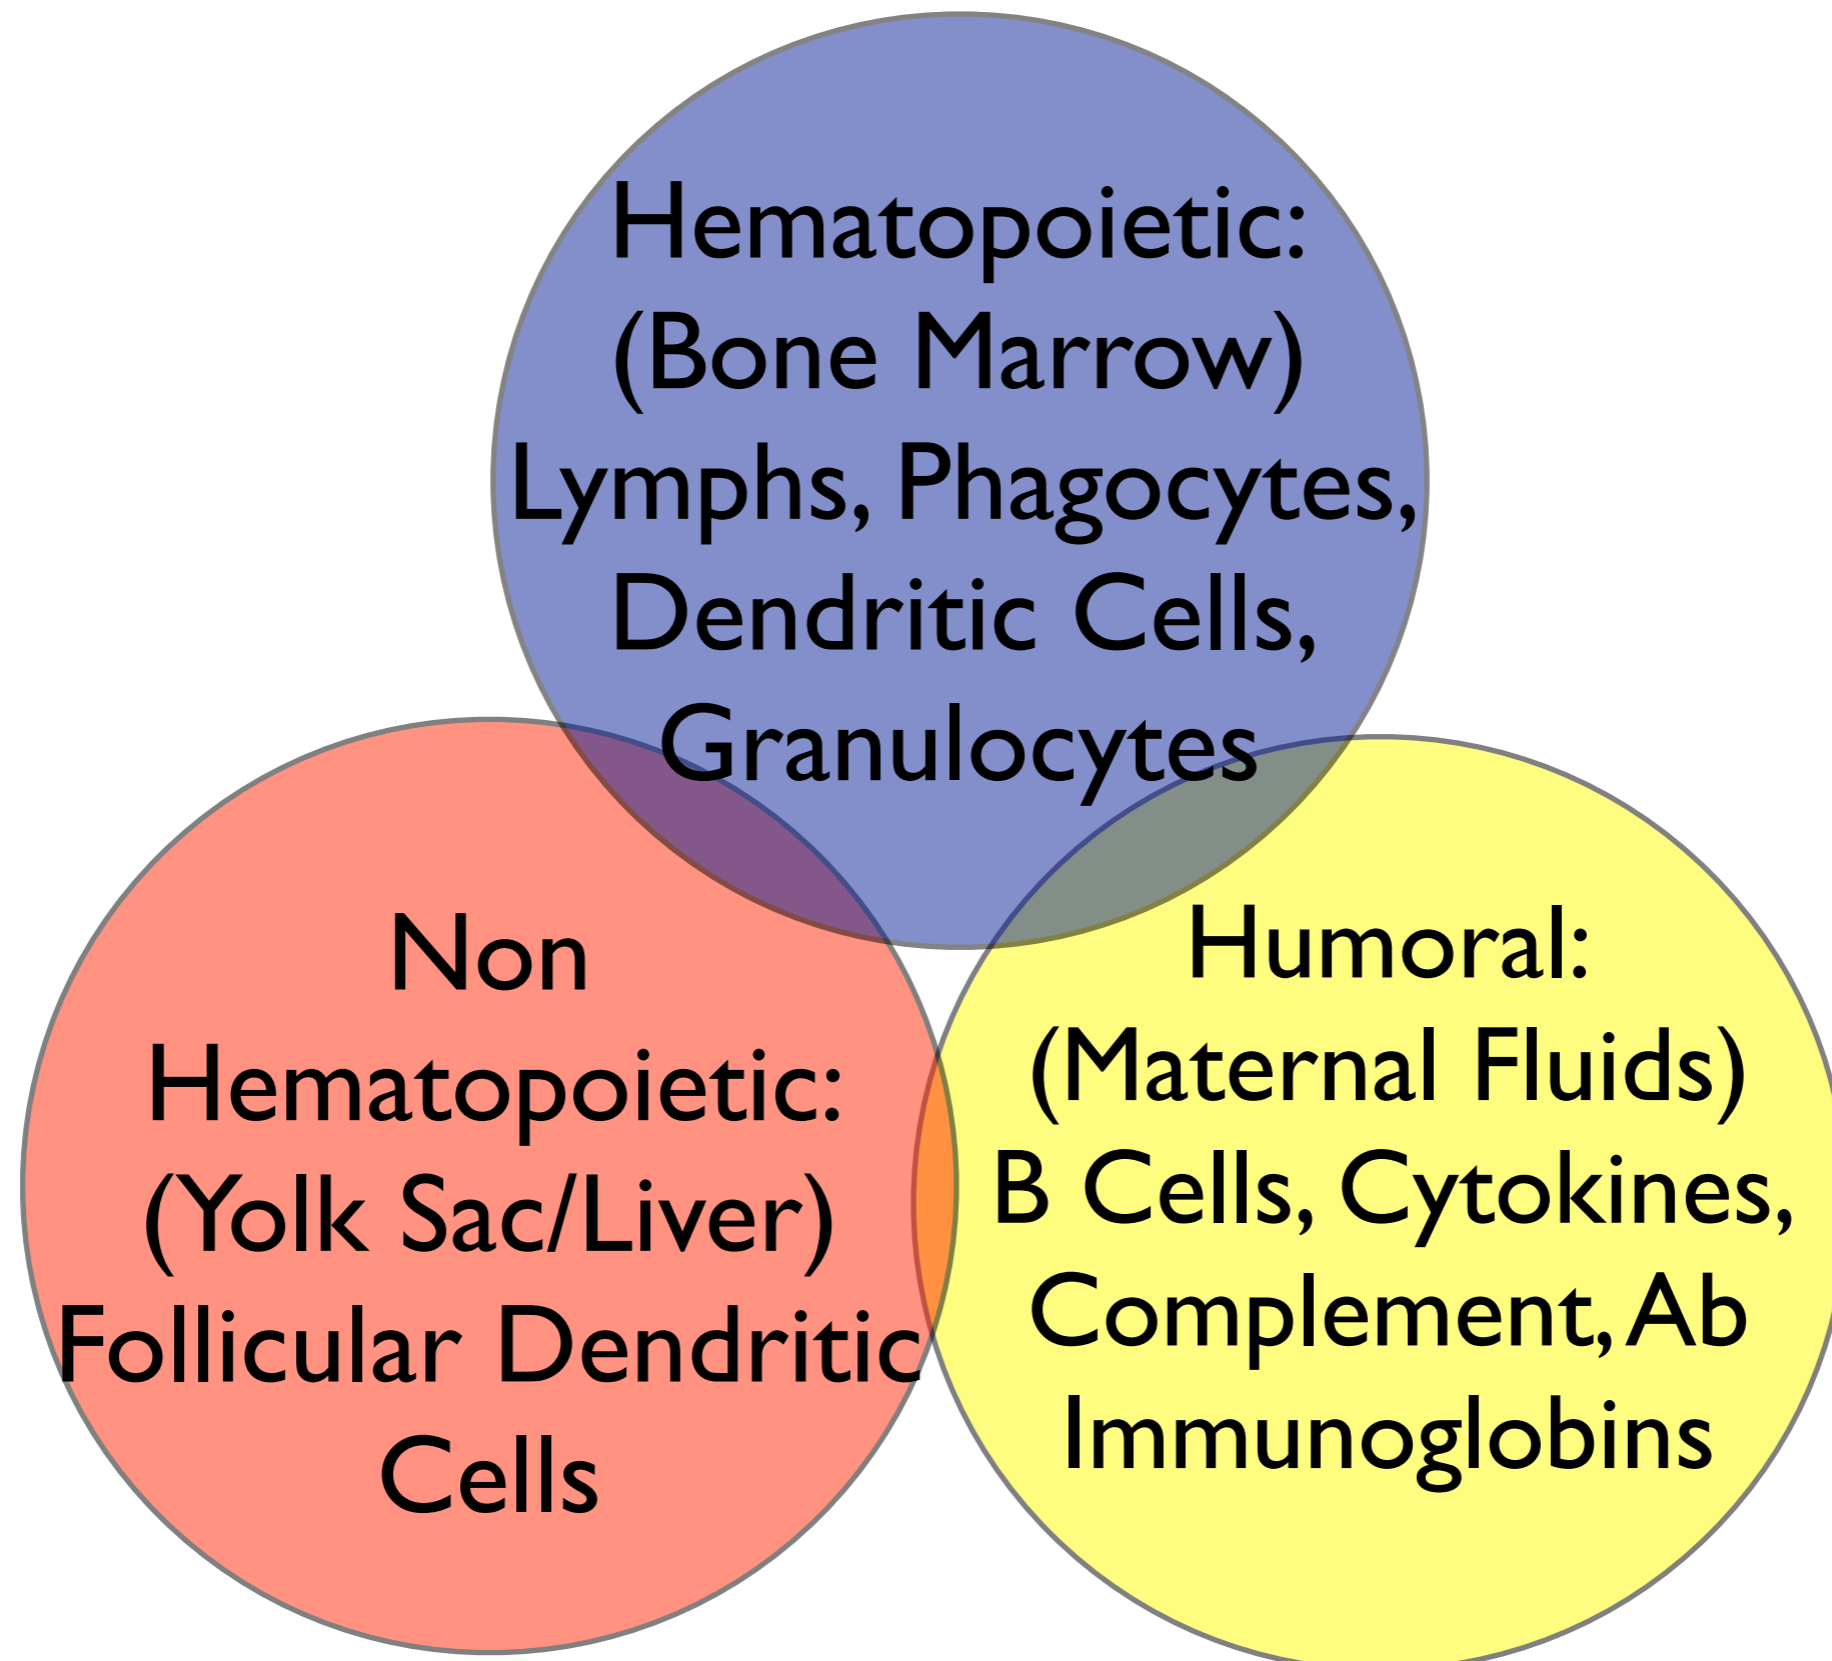 Hematopoietic:
(Bone Marrow)
Lymphs, Phagocytes,
Dendritic Cells,
Granulocytes
Non
Hematopoietic:
(Yolk Sac/Liver)
Follicular Dendritic
Cells
Humoral:
(Maternal Fluids)
B Cells, Cytokines,
Complement, Ab
Immunoglobins